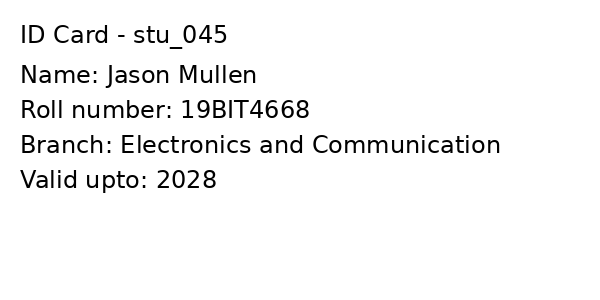 ID Card - stu_045
Name: Jason Mullen
Roll number: 19BIT4668
Branch: Electronics and Communication
Valid upto: 2028